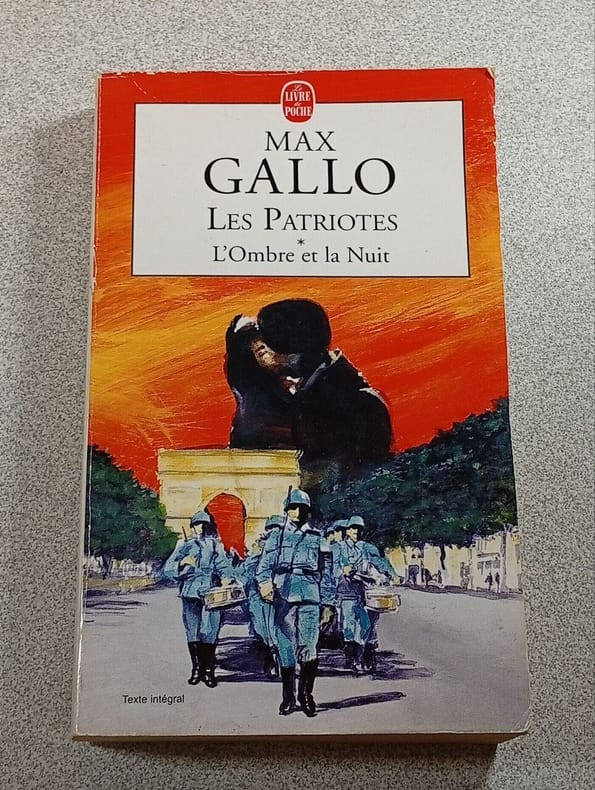 Le
LIVRE
de
POCHE
MAX
GALLO
LES PATRIOTES
*
L'Ombre et la Nuit
Texte intégral